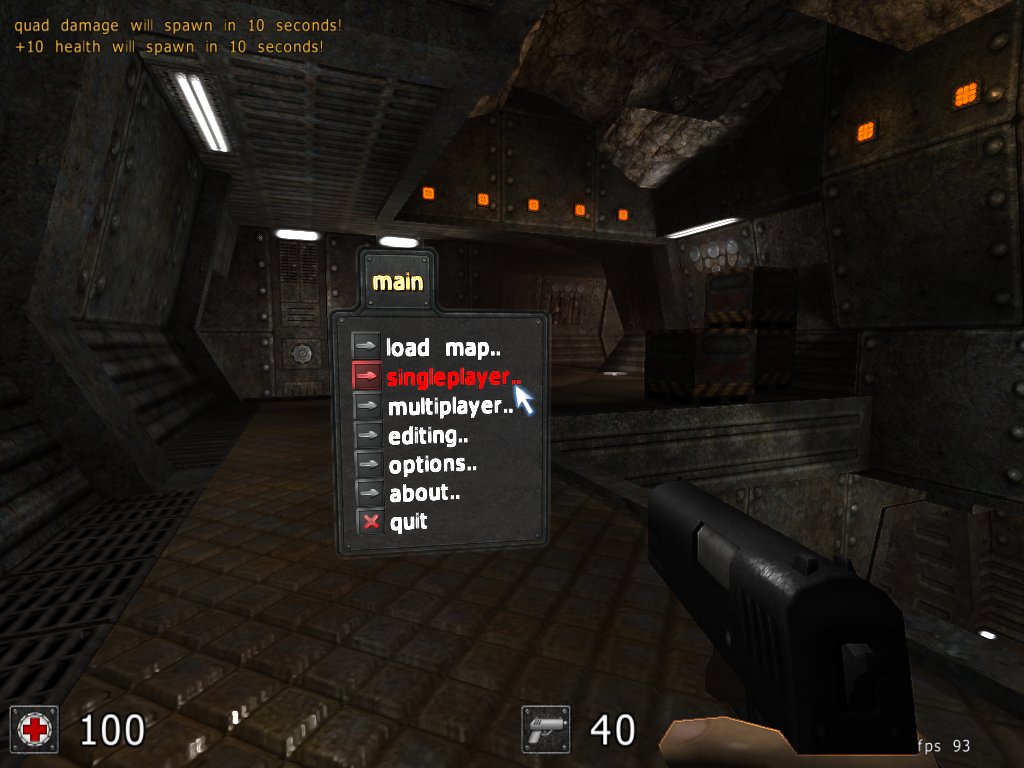 quad damage will spawn in 10 seconds!
+10 health will spawn in 10 seconds!
main
load map..
singleplayer..
multiplayer..
editing..
options..
about..
quit
100
40
fps 93